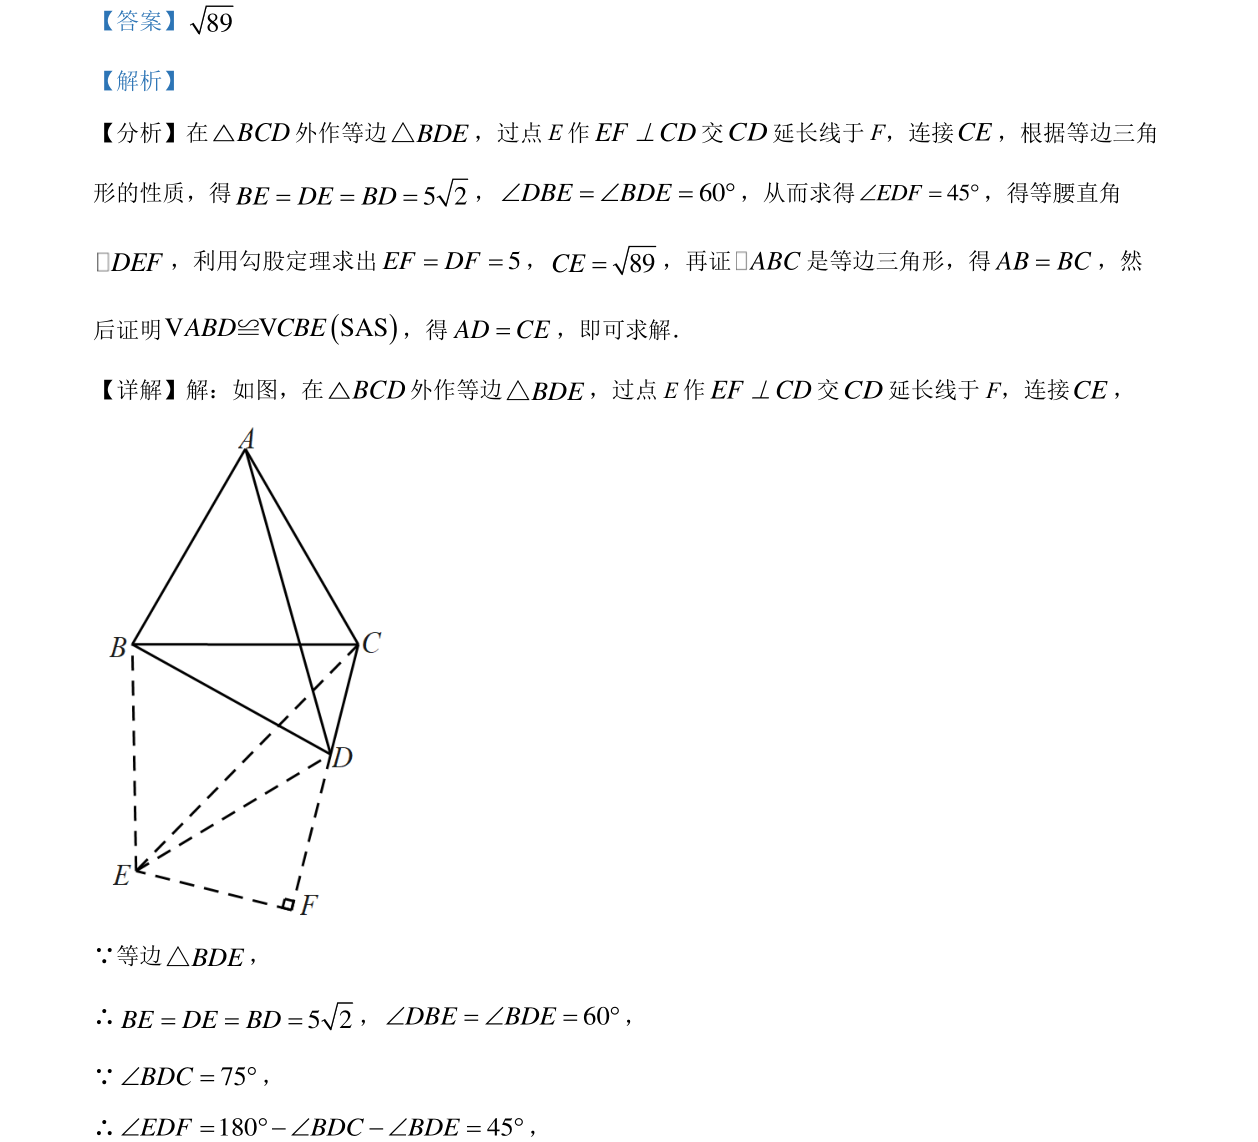 【答案】√89
【解析】
【分析】在△BCD外作等边△BDE，过点E作EF⊥CD交CD延长线于F，连接CE，根据等边三角
形的性质，得BE=DE=BD=5√2，∠DBE=∠BDE=60°，从而求得∠EDF=45°，得等腰直角
□DEF，利用勾股定理求出EF=DF=5，CE=√89，再证□ABC是等边三角形，得AB=BC，然
后证明VABD≌VCBE(SAS)，得AD=CE，即可求解．
【详解】解：如图，在△BCD外作等边△BDE，过点E作EF⊥CD交CD延长线于F，连接CE，
A
B
C
D
E
F
∵等边△BDE，
∴BE=DE=BD=5√2，∠DBE=∠BDE=60°，
∵∠BDC=75°，
∴∠EDF=180°−∠BDC−∠BDE=45°，